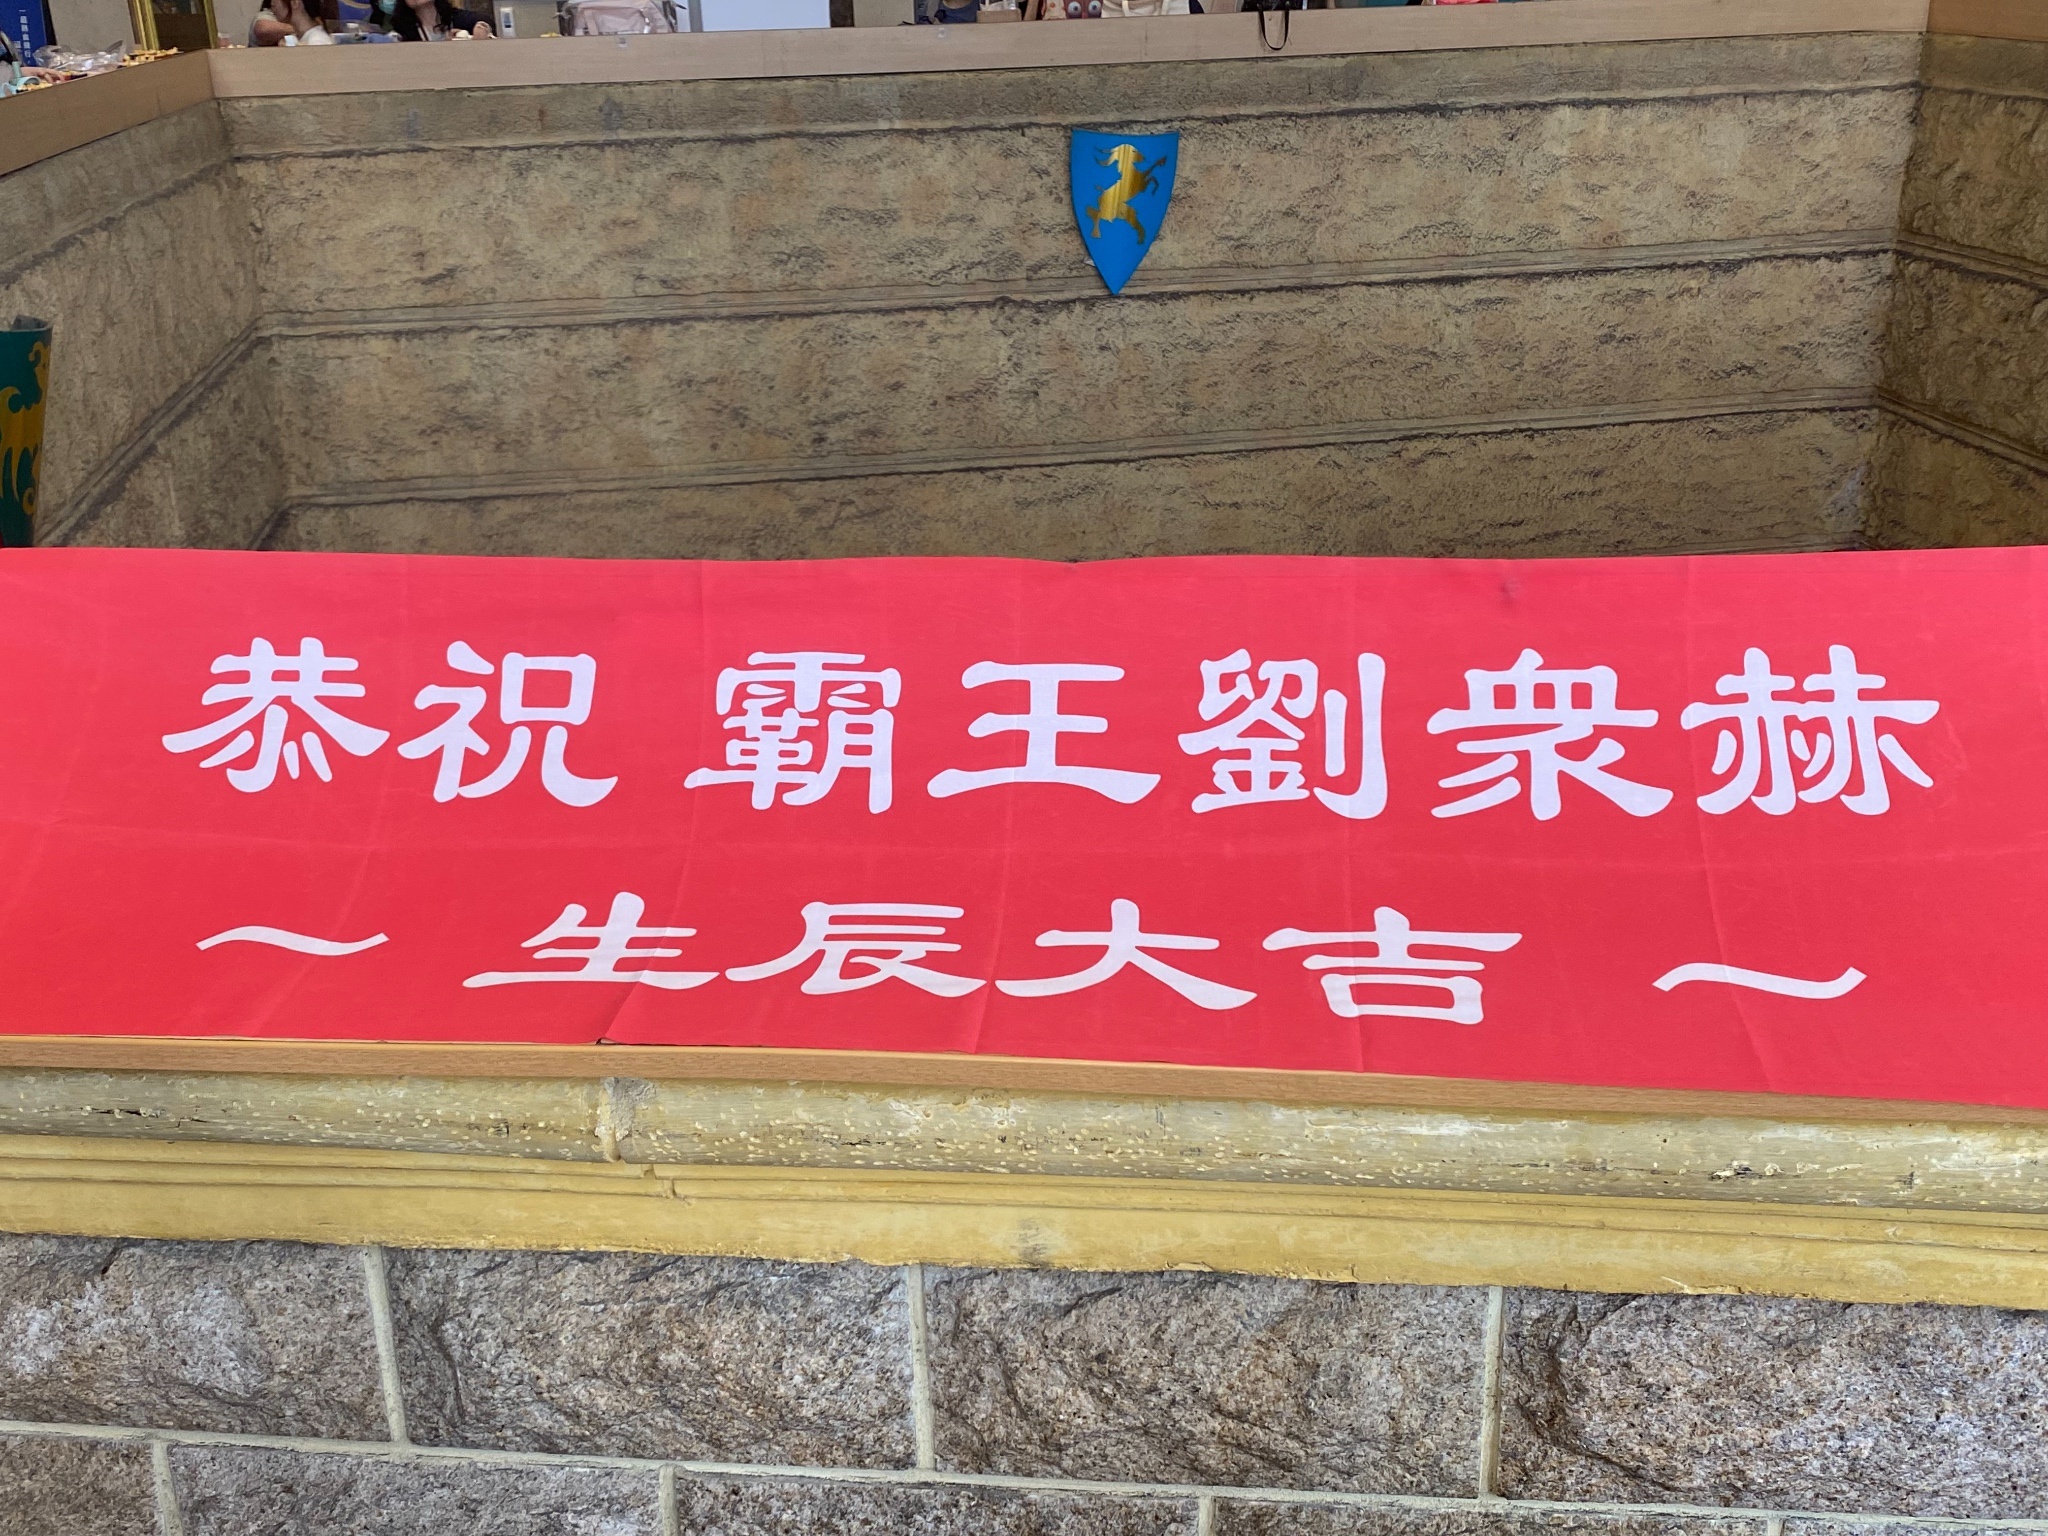 恭祝 霸王劉衆赫
～ 生辰大吉 ～